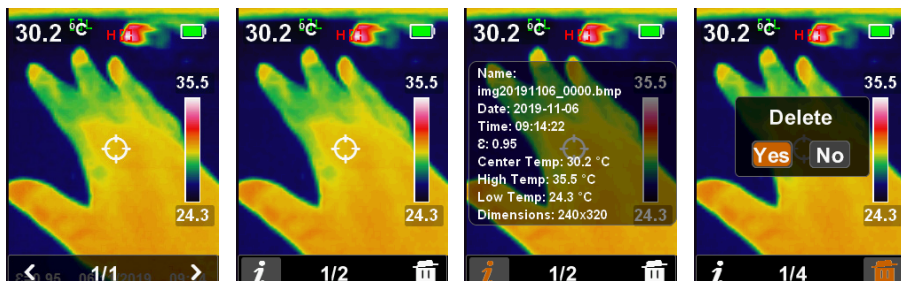 30.2 °C
H
35.5
24.3
1/1
30.2 °C
H
35.5
24.3
i
1/2
30.2 °C
H
35.5
Name:
img20191106_0000.bmp
Date: 2019-11-06
Time: 09:14:22
ε: 0.95
Center Temp: 30.2 °C
High Temp: 35.5 °C
Low Temp: 24.3 °C
Dimensions: 240x320
24.3
i
1/2
30.2 °C
H
35.5
Delete
Yes
No
24.3
i
1/4